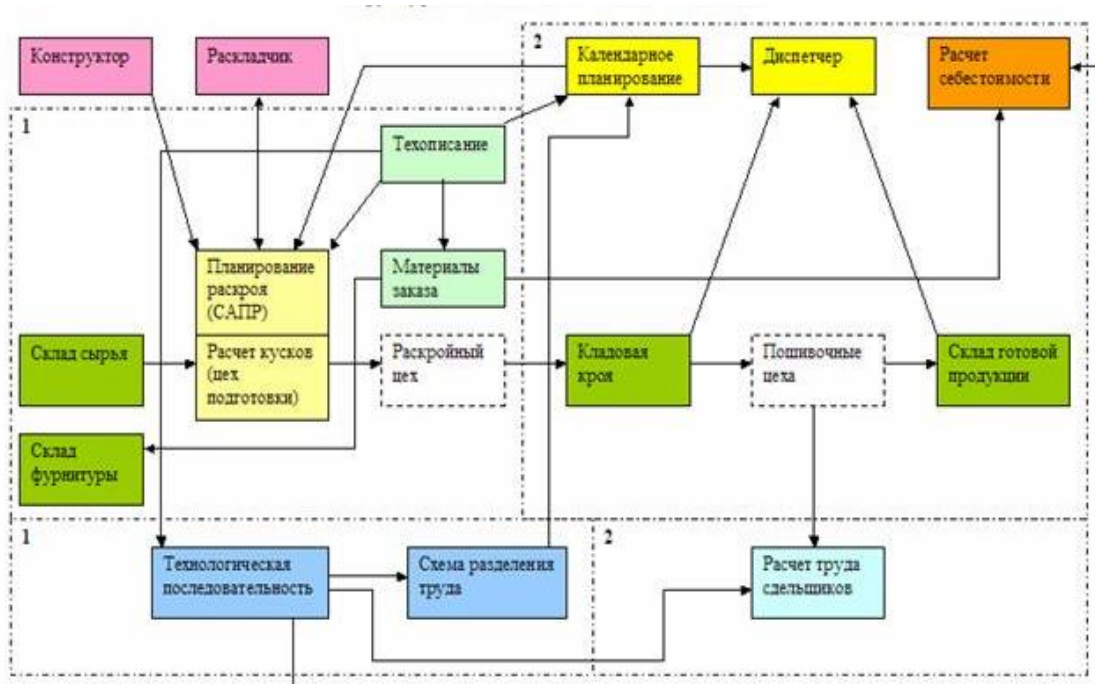 Конструктор
Раскладчик
2
Календарное
планирование
Диспетчер
Расчет
себестоимости
1
Техописание
Планирование
раскроя
(САПР)
Материалы
заказа
Склад сырья
Расчет кусков
(цех
подготовки)
Раскройный
цех
Кладовая
кроя
Пошивочные
цеха
Склад готовой
продукции
Склад
фурнитуры
1
2
Технологическая
последовательность
Схема разделения
труда
Расчет труда
сдельщиков